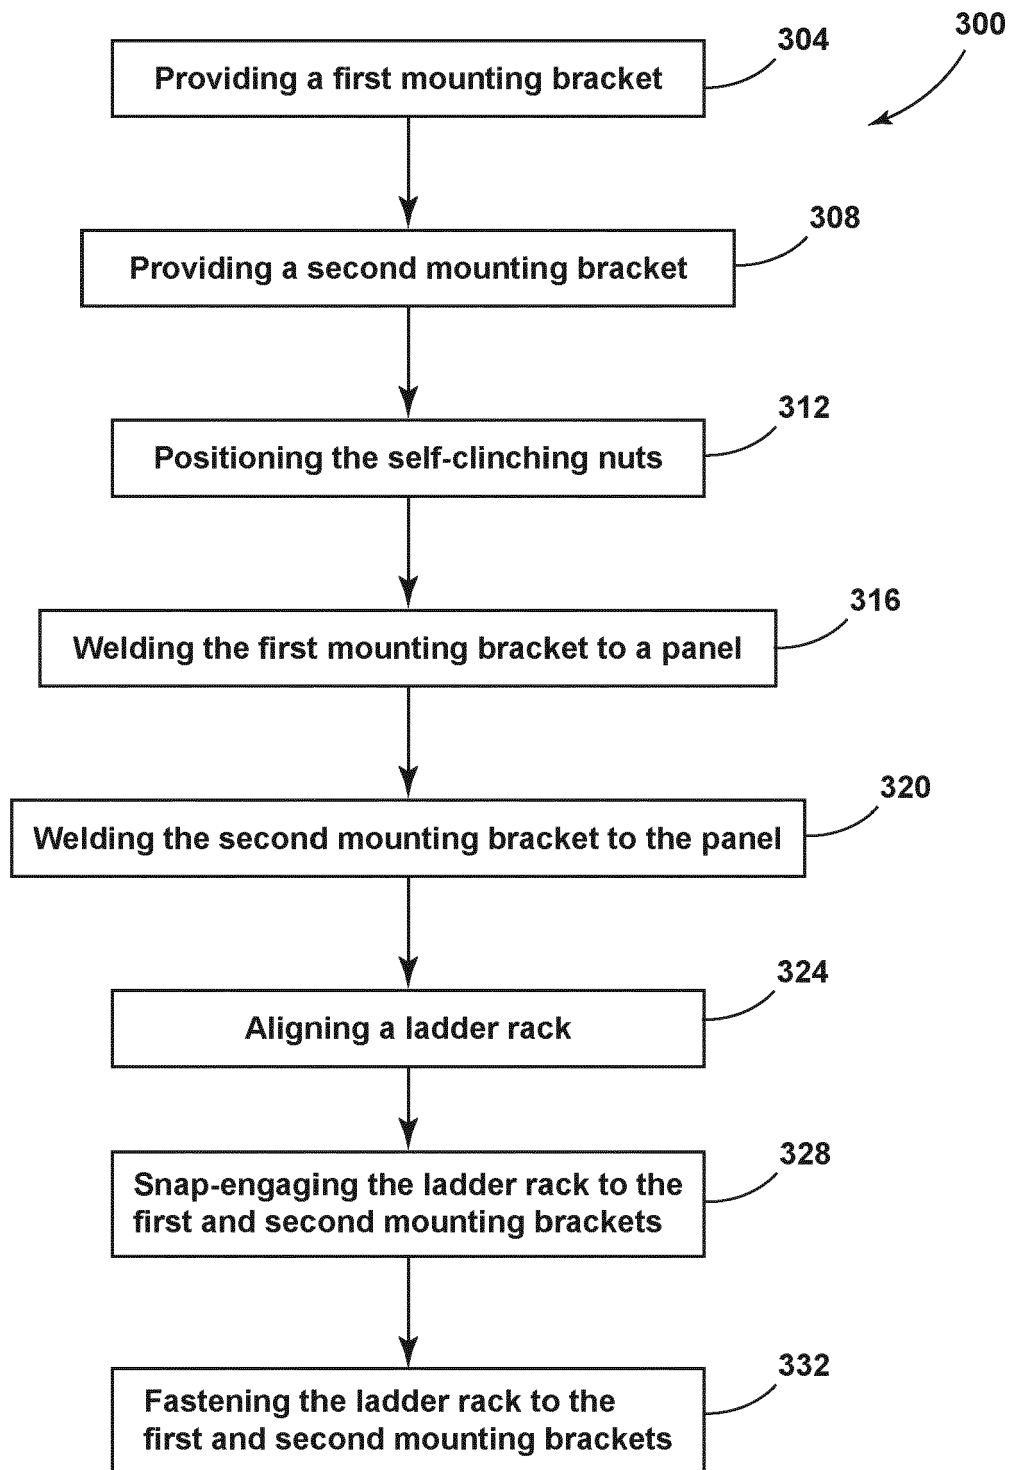 300
304
Providing a first mounting bracket
308
Providing a second mounting bracket
312
Positioning the self-clinching nuts
316
Welding the first mounting bracket to a panel
320
Welding the second mounting bracket to the panel
324
Aligning a ladder rack
328
Snap-engaging the ladder rack to the
first and second mounting brackets
332
Fastening the ladder rack to the
first and second mounting brackets